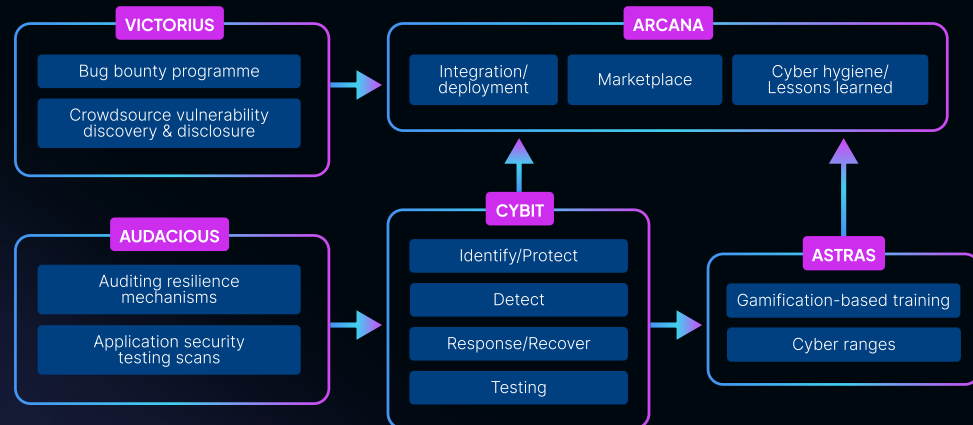 VICTORIUS
Bug bounty programme
Crowdsource vulnerability
discovery & disclosure
ARCANA
Integration/
deployment
Marketplace
Cyber hygiene/
Lessons learned
AUDACIOUS
Auditing resilience
mechanisms
Application security
testing scans
CYBIT
Identify/Protect
Detect
Response/Recover
Testing
ASTRAS
Gamification-based training
Cyber ranges